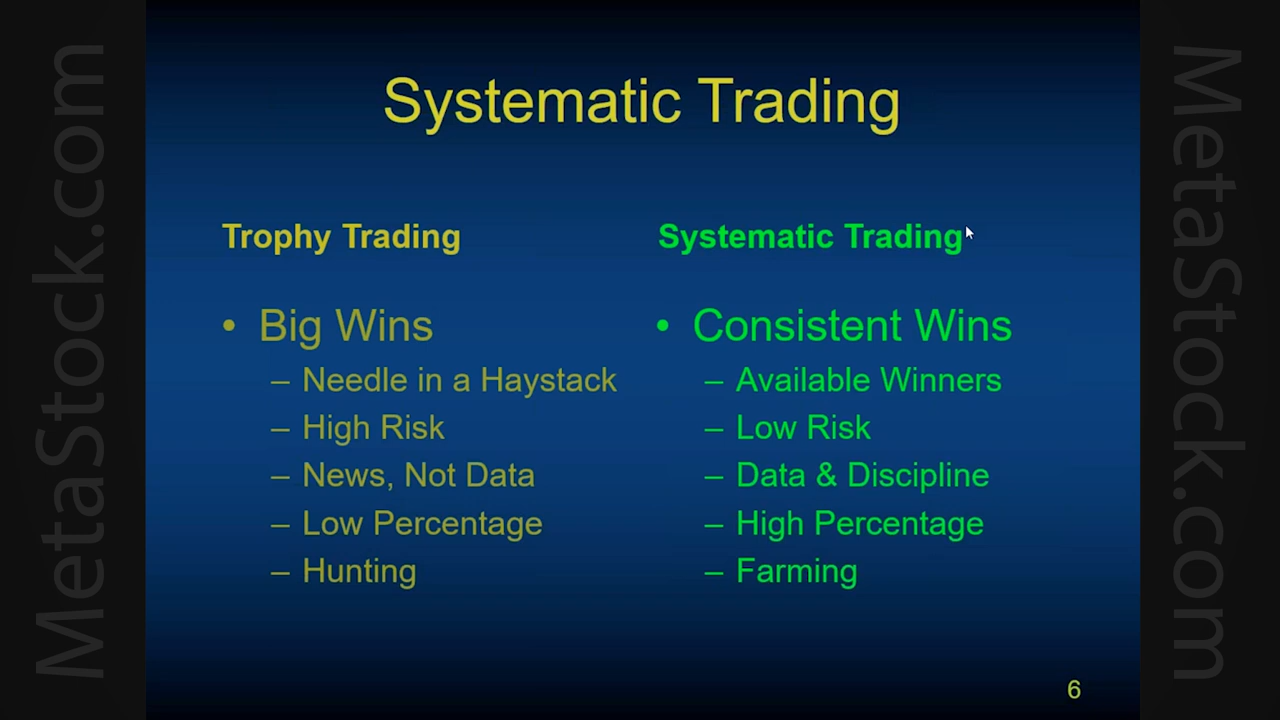 MetaStock.com
Systematic Trading
Trophy Trading
• Big Wins
– Needle in a Haystack
– High Risk
– News, Not Data
– Low Percentage
– Hunting
Systematic Trading
• Consistent Wins
– Available Winners
– Low Risk
– Data & Discipline
– High Percentage
– Farming
6
MetaStock.com